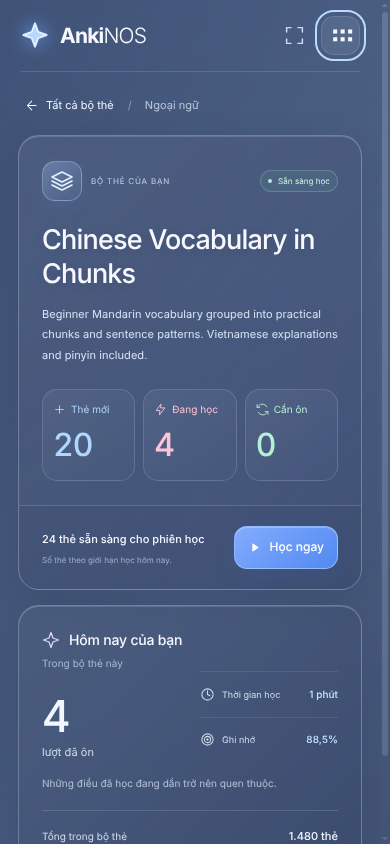 AnkiNOS
Tất cả bộ thẻ / Ngoại ngữ
BỘ THẺ CỦA BẠN
Sẵn sàng học
Chinese Vocabulary in
Chunks
Beginner Mandarin vocabulary grouped into practical
chunks and sentence patterns. Vietnamese explanations
and pinyin included.
Thẻ mới
20
Đang học
4
Cần ôn
0
24 thẻ sẵn sàng cho phiên học
Số thẻ theo giới hạn học hôm nay.
Học ngay
Hôm nay của bạn
Trong bộ thẻ này
4
lượt đã ôn
Thời gian học 1 phút
Ghi nhớ 88,5%
Những điều đã học đang dần trở nên quen thuộc.
Tổng trong bộ thẻ 1.480 thẻ